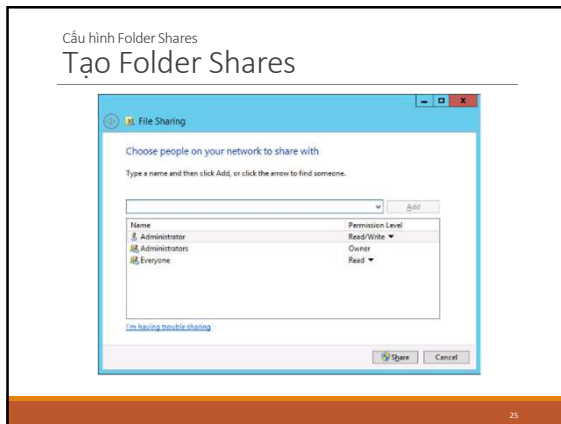 Cấu hình Folder Shares
Tạo Folder Shares
File Sharing
Choose people on your network to share with
Type a name and then click Add, or click the arrow to find someone.
Add
Name Permission Level
Administrator Read/Write
Administrators Owner
Everyone Read
I'm having trouble sharing
Share Cancel
25